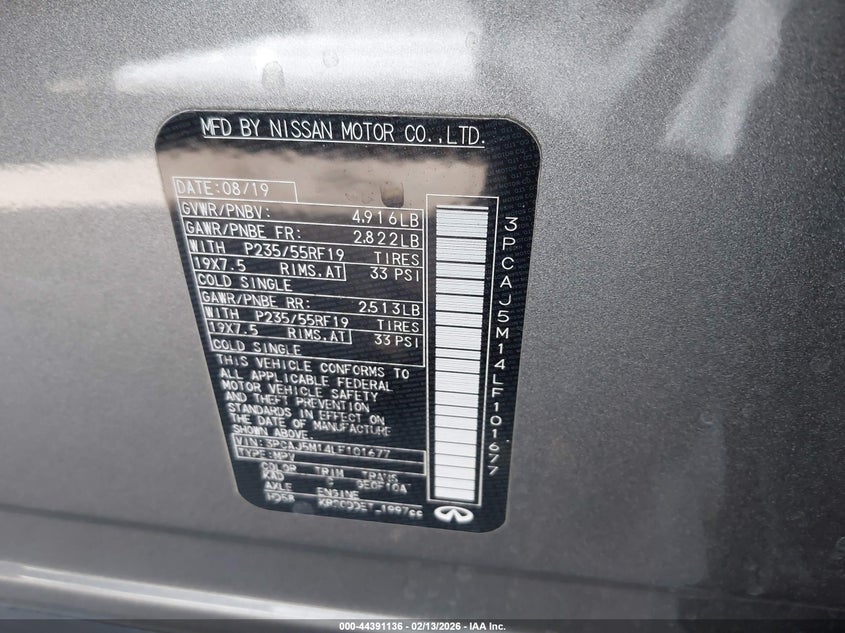 MFD BY NISSAN MOTOR CO.,LTD.
DATE:08/19
GVWR/PNBV: 4,916LB
GAWR/PNBE FR: 2,822LB
WITH P235/55RF19 TIRES
19X7.5 RIMS.AT 33 PSI
COLD SINGLE
GAWR/PNBE RR: 2,513LB
WITH P235/55RF19 TIRES
19X7.5 RIMS.AT 33 PSI
COLD SINGLE
THIS VEHICLE CONFORMS TO
ALL APPLICABLE FEDERAL
MOTOR VEHICLE SAFETY
AND THEFT PREVENTION
STANDARDS IN EFFECT ON
THE DATE OF MANUFACTURE
SHOWN ABOVE.
VIN: 3PCAJ5M14LF101677
TYPE: MPV
COLOR TRIM TRANS
KAD
AXLE ENGINE
1997cc
3PCAJ5M14LF101677
000-44391136 - 02/13/2026 - IAA Inc.